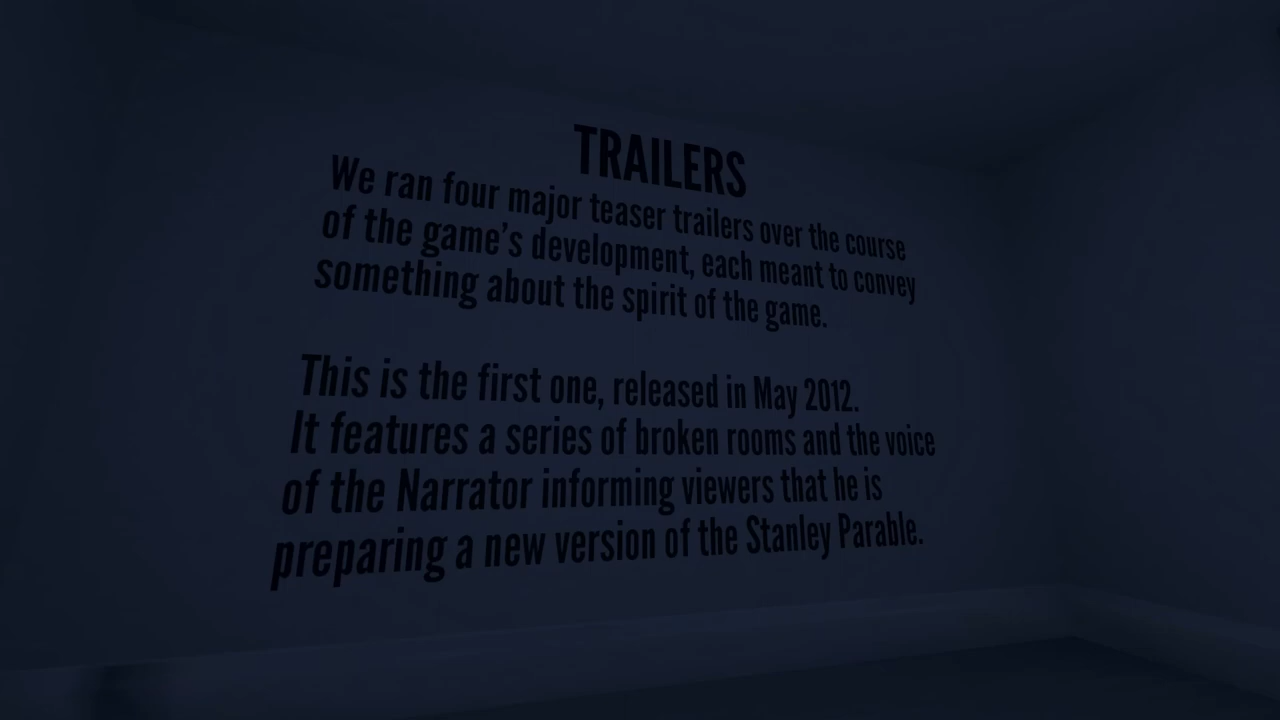 TRAILERS
We ran four major teaser trailers over the course
of the game’s development, each meant to convey
something about the spirit of the game.
This is the first one, released in May 2012.
It features a series of broken rooms and the voice
of the Narrator informing viewers that he is
preparing a new version of the Stanley Parable.